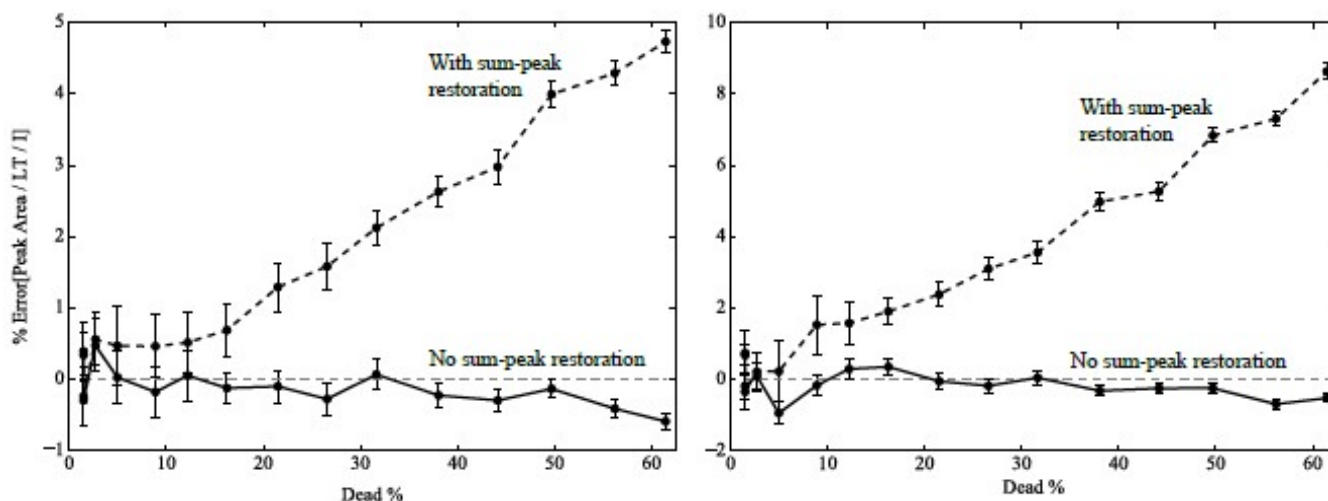 % Error[Peak Area / LT / I]
5
4
3
2
1
0
−1
With sum-peak
restoration
No sum-peak restoration
0 10 20 30 40 50 60
Dead %
10
8
6
4
2
0
−2
With sum-peak
restoration
No sum-peak restoration
0 10 20 30 40 50 60
Dead %